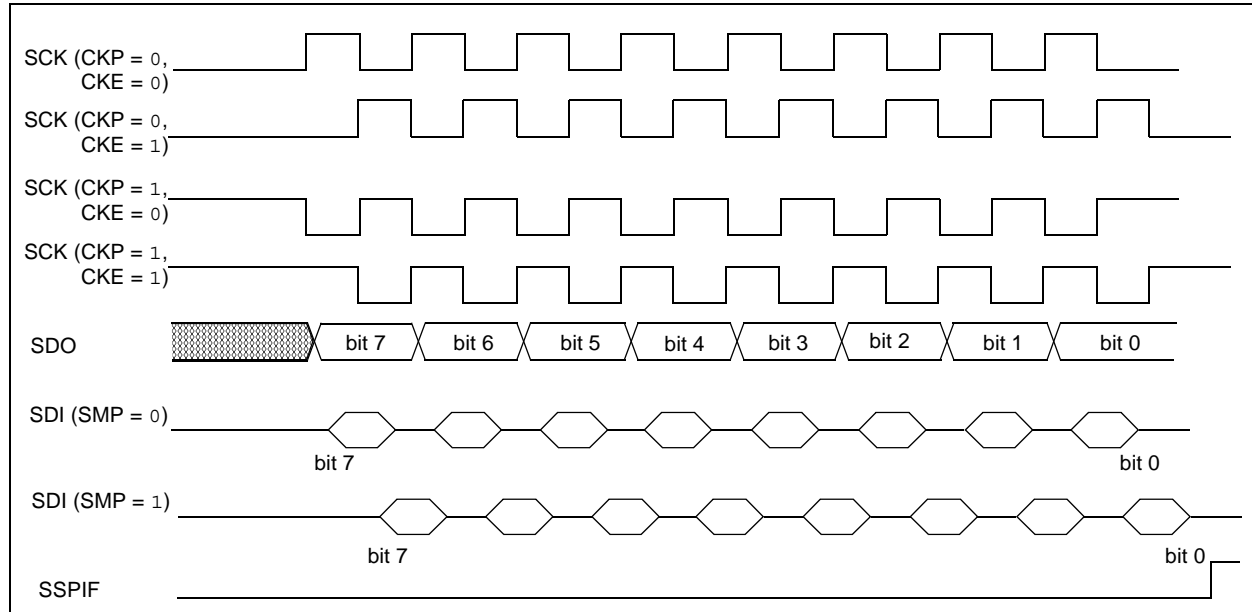 SCK (CKP = 0,
CKE = 0)
SCK (CKP = 0,
CKE = 1)
SCK (CKP = 1,
CKE = 0)
SCK (CKP = 1,
CKE = 1)
SDO
bit 7 bit 6 bit 5 bit 4 bit 3 bit 2 bit 1 bit 0
SDI (SMP = 0)
bit 7 bit 0
SDI (SMP = 1)
bit 7 bit 0
SSPIF